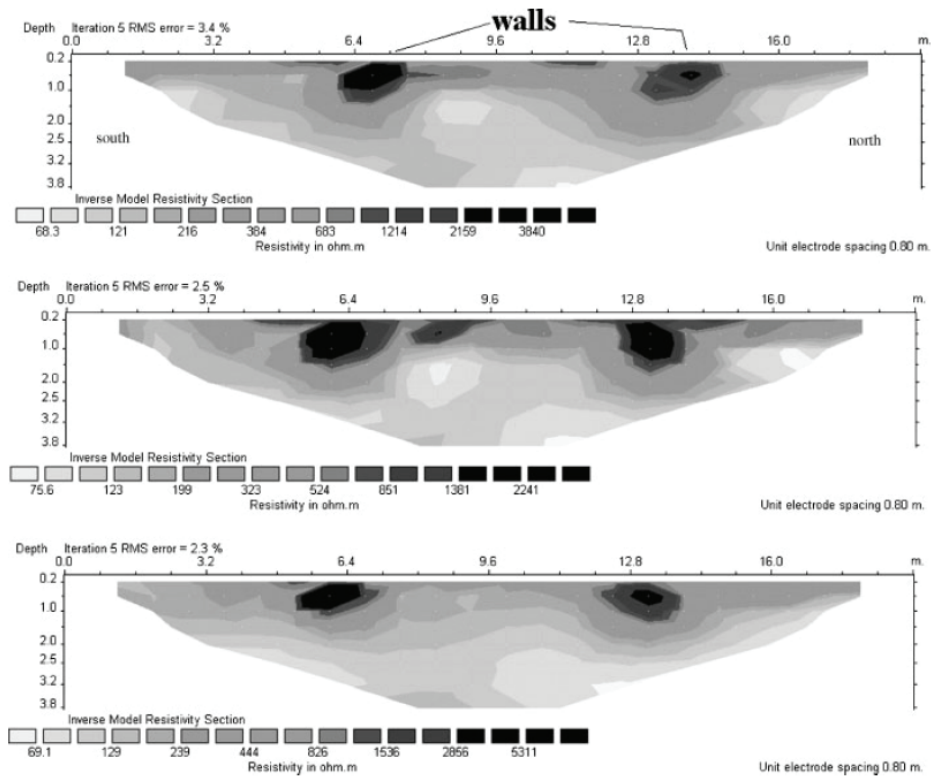 walls
Depth Iteration 5 RMS error = 3.4 %
0.0 3.2 6.4 9.6 12.8 16.0 m.
0.2
1.0
2.0
2.5
3.2
3.8
south
north
Inverse Model Resistivity Section
68.3 121 216 384 683 1214 2159 3840
Resistivity in ohm.m
Unit electrode spacing 0.80 m.
Depth Iteration 5 RMS error = 2.5 %
0.0 3.2 6.4 9.6 12.8 16.0 m.
0.2
1.0
2.0
2.5
3.2
3.8
Inverse Model Resistivity Section
75.6 123 199 323 524 851 1381 2241
Resistivity in ohm.m
Unit electrode spacing 0.80 m.
Depth Iteration 5 RMS error = 2.3 %
0.0 3.2 6.4 9.6 12.8 16.0 m.
0.2
1.0
2.0
2.5
3.2
3.8
Inverse Model Resistivity Section
69.1 129 239 444 826 1536 2856 5311
Resistivity in ohm.m
Unit electrode spacing 0.80 m.